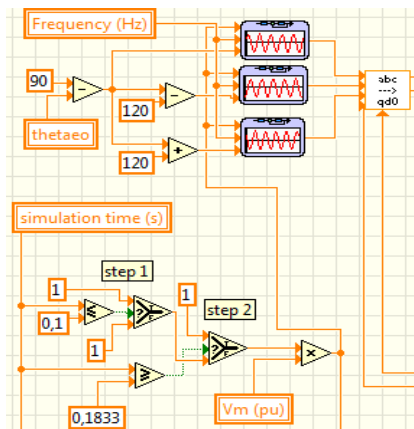 Frequency (Hz)
90
thetaeo
120
120
abc
--->
qd0
simulation time (s)
step 1
1
0,1
1
1
step 2
0,1833
Vm (pu)